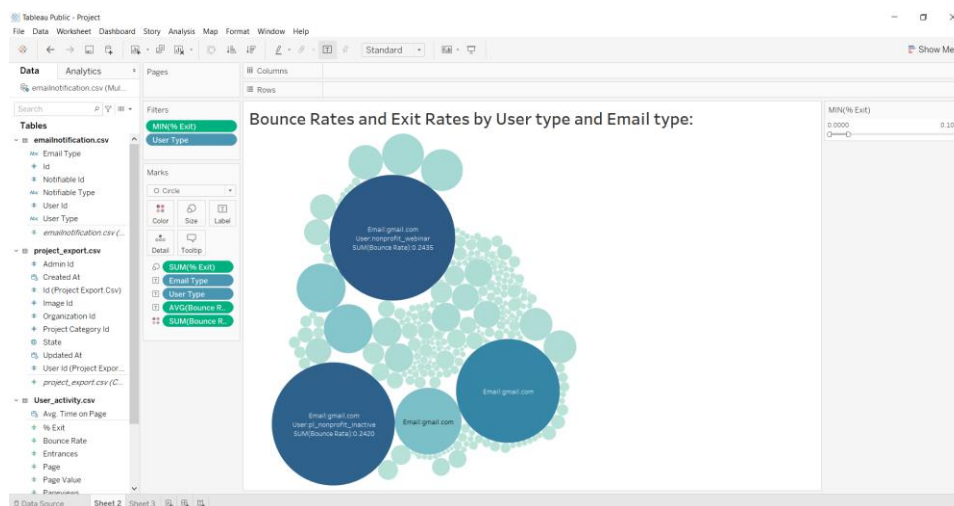 Tableau Public - Project
File Data Worksheet Dashboard Story Analysis Map Format Window Help
Standard
Show Me
Data Analytics
emailnotification.csv (Mul...
Search
Tables
emailnotification.csv
Abc Email Type
Id
Notifiable Id
Abc Notifiable Type
User Id
Abc User Type
emailnotification.csv (...
project_export.csv
Admin Id
Created At
Id (Project Export.Csv)
Image Id
Organization Id
Project Category Id
State
Updated At
User Id (Project Expor...
project_export.csv (C...
User_activity.csv
Avg. Time on Page
% Exit
Bounce Rate
Entrances
Page
Page Value
Pageviews
Pages
Filters
MIN(% Exit)
User Type
Marks
Circle
Color Size Label
Detail Tooltip
SUM(% Exit)
Email Type
User Type
AVG(Bounce R..
SUM(Bounce R..
Columns
Rows
Bounce Rates and Exit Rates by User type and Email type:
Email:gmail.com
User:nonprofit_webinar
SUM(Bounce Rate):0.2435
Email:gmail.com
Email:gmail.com
User:pl_nonprofit_inactive
SUM(Bounce Rate):0.2420
Email:gmail.com
MIN(% Exit)
0.0000 0.10
Data Source Sheet 2 Sheet 3